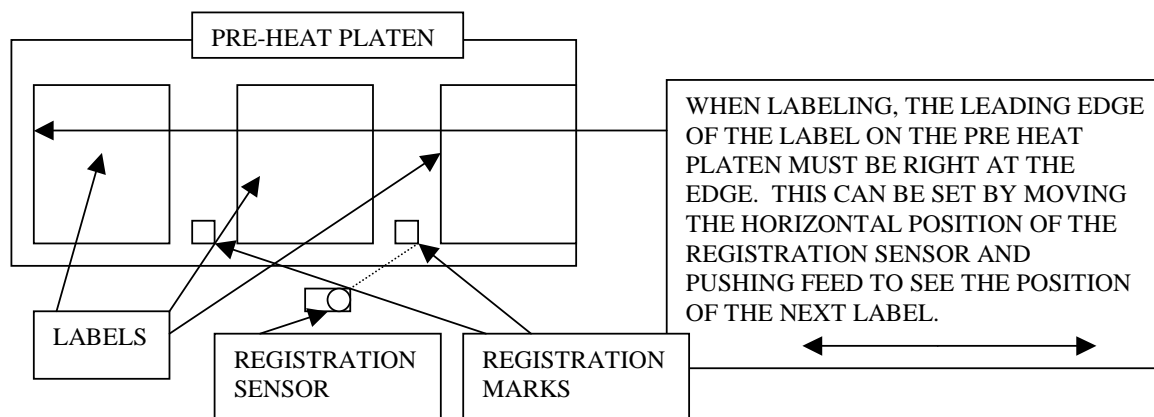 PRE-HEAT PLATEN
WHEN LABELING, THE LEADING EDGE
OF THE LABEL ON THE PRE HEAT
PLATEN MUST BE RIGHT AT THE
EDGE.  THIS CAN BE SET BY MOVING
THE HORIZONTAL POSITION OF THE
REGISTRATION SENSOR AND
PUSHING FEED TO SEE THE POSITION
OF THE NEXT LABEL.
LABELS
REGISTRATION
SENSOR
REGISTRATION
MARKS